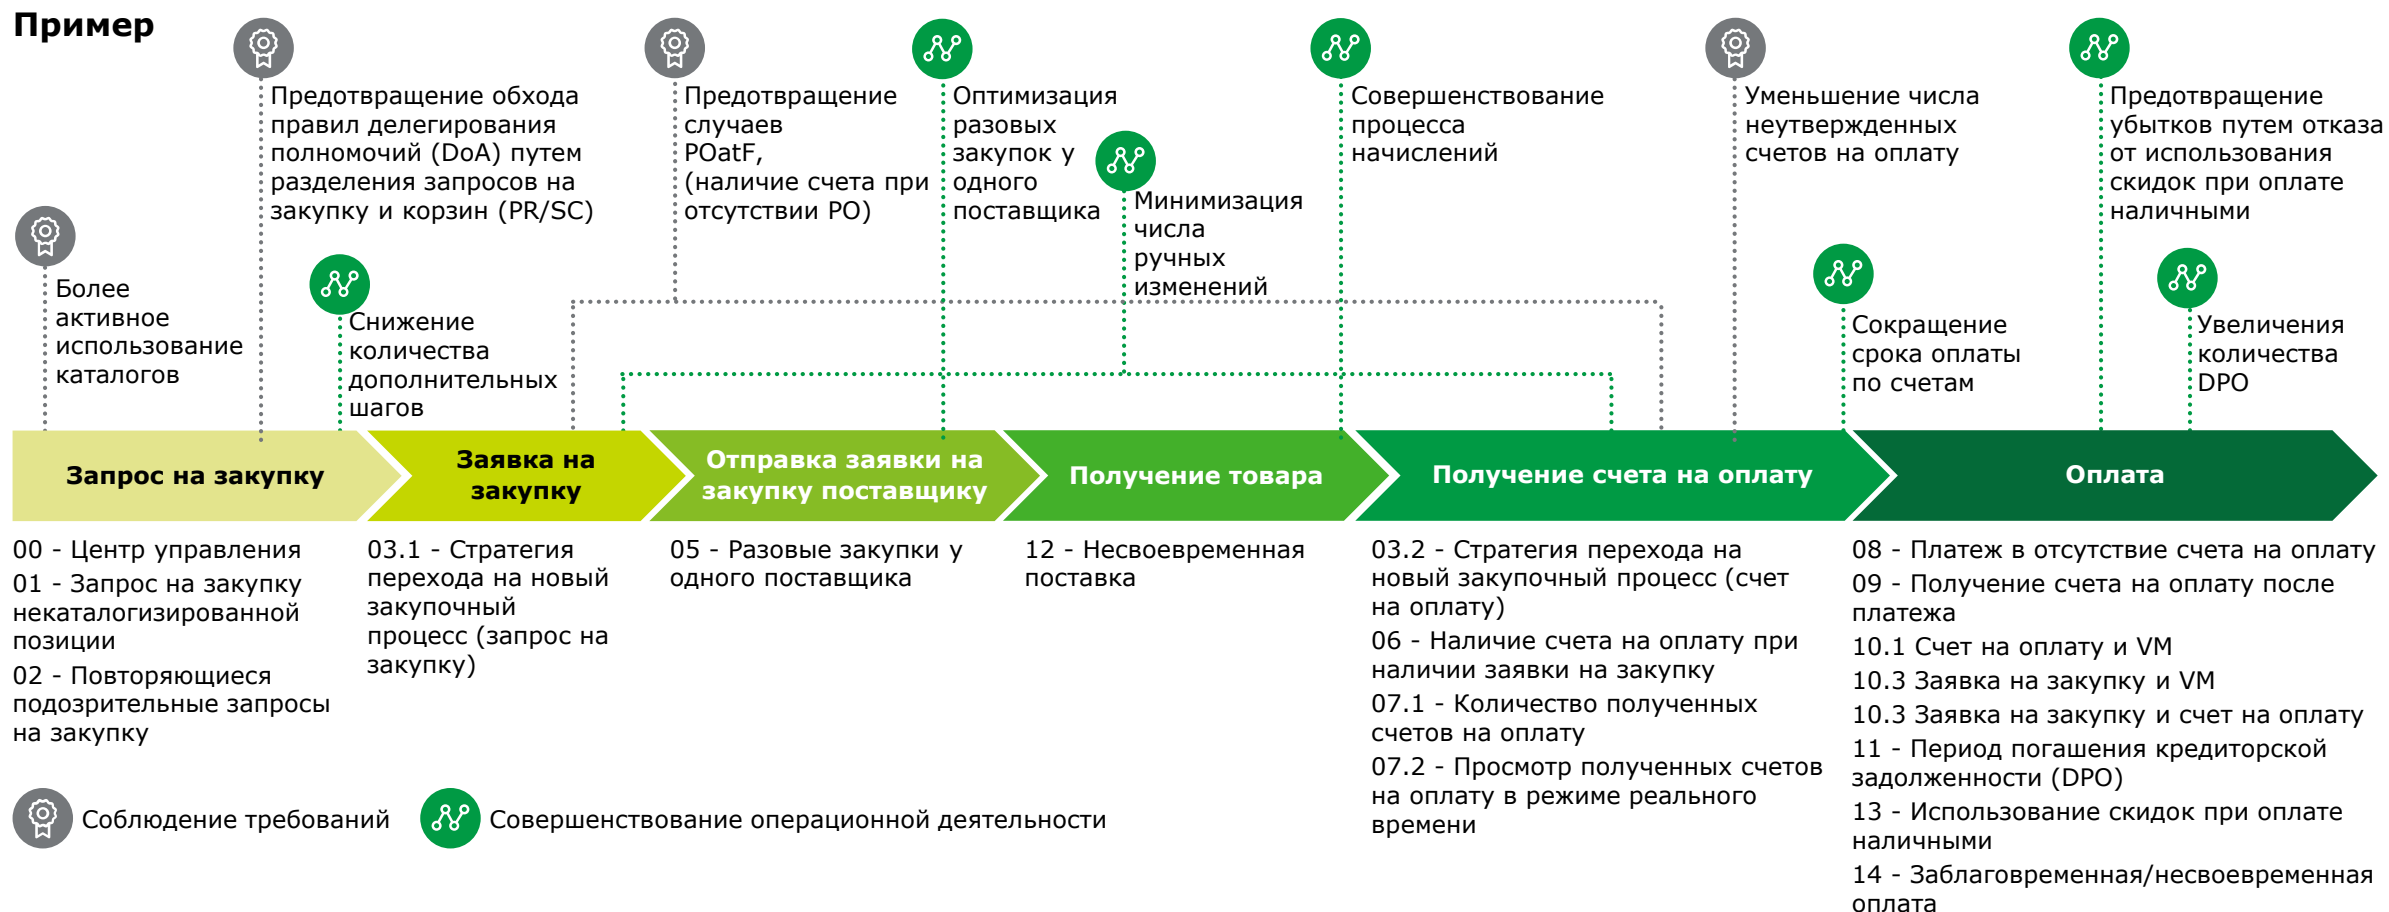 Пример
Предотвращение обхода
правил делегирования
полномочий (DoA) путем
разделения запросов на
закупку и корзин (PR/SC)
Предотвращение
случаев
POatF,
(наличие счета при
отсутствии PO)
Оптимизация
разовых
закупок у
одного
поставщика
Минимизация
числа
ручных
изменений
Совершенствование
процесса
начислений
Уменьшение числа
неутвержденных
счетов на оплату
Предотвращение
убытков путем отказа
от использования
скидок при оплате
наличными
Более
активное
использование
каталогов
Снижение
количества
дополнительных
шагов
Сокращение
срока оплаты
по счетам
Увеличения
количества
DPO
Запрос на закупку
Заявка на
закупку
Отправка заявки на
закупку поставщику
Получение товара
Получение счета на оплату
Оплата
00 - Центр управления
01 - Запрос на закупку
некаталогизированной
позиции
02 - Повторяющиеся
подозрительные запросы
на закупку
03.1 - Стратегия
перехода на новый
закупочный
процесс (запрос на
закупку)
05 - Разовые закупки у
одного поставщика
12 - Несвоевременная
поставка
03.2 - Стратегия перехода на
новый закупочный процесс (счет
на оплату)
06 - Наличие счета на оплату при
наличии заявки на закупку
07.1 - Количество полученных
счетов на оплату
07.2 - Просмотр полученных счетов
на оплату в режиме реального
времени
08 - Платеж в отсутствие счета на оплату
09 - Получение счета на оплату после
платежа
10.1 Счет на оплату и VM
10.3 Заявка на закупку и VM
10.3 Заявка на закупку и счет на оплату
11 - Период погашения кредиторской
задолженности (DPO)
13 - Использование скидок при оплате
наличными
14 - Заблаговременная/несвоевременная
оплата
Соблюдение требований
Совершенствование операционной деятельности